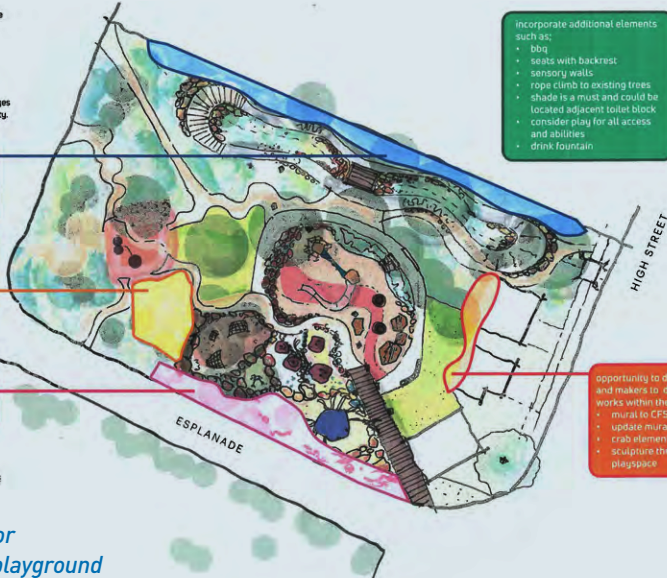 ges
ty.
incorporate additional elements
such as;
• bbq
• seats with backrest
• sensory walls
• rope climb to existing trees
• shade is a must and could be
located adjacent toilet block
• consider play for all access
and abilities
• drink fountain
HIGH STREET
opportunity to d
and makers to
works within the
• mural to CFS
• update mura
• crab elemen
• sculpture th
playspace
ESPLANADE
or
playground